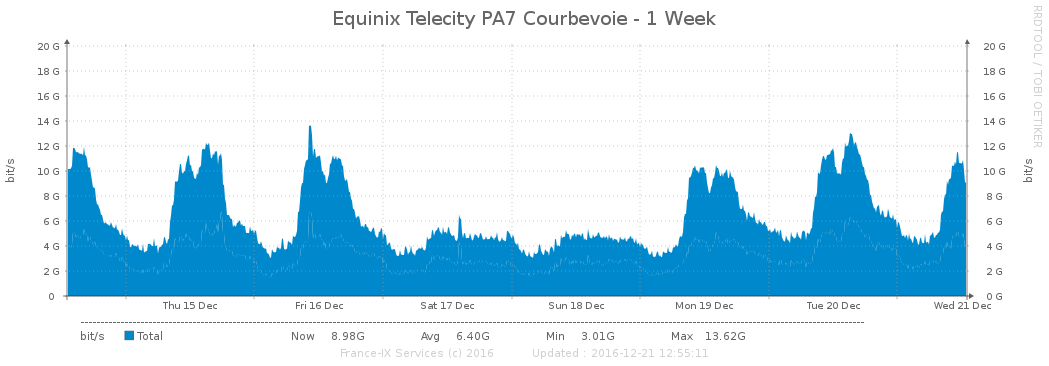 Equinix Telecity PA7 Courbevoie - 1 Week
RRDTOOL / TOBI OETIKER
20 G 20 G
18 G 18 G
16 G 16 G
14 G 14 G
12 G 12 G
10 G 10 G
8 G 8 G
6 G 6 G
4 G 4 G
2 G 2 G
0 0 G
bit/s bit/s
Thu 15 Dec Fri 16 Dec Sat 17 Dec Sun 18 Dec Mon 19 Dec Tue 20 Dec Wed 21 Dec
bit/s Total Now 8.98G Avg 6.40G Min 3.01G Max 13.62G
France-IX Services (c) 2016 Updated : 2016-12-21 12:55:11